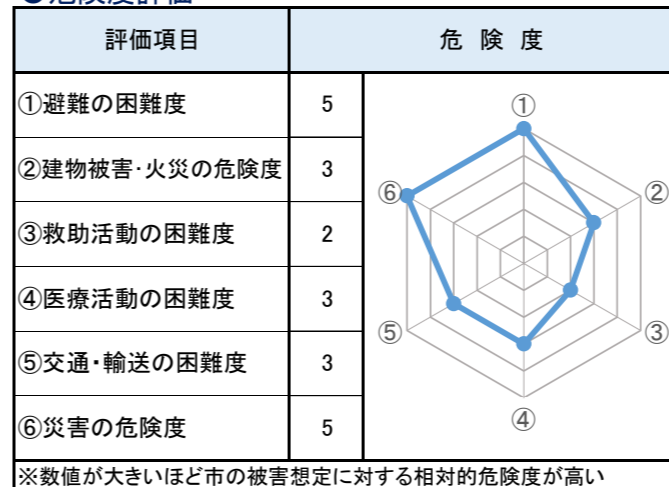 ●危険度評価
評価項目 危険度
①避難の困難度 5
②建物被害・火災の危険度 3
③救助活動の困難度 2
④医療活動の困難度 3
⑤交通・輸送の困難度 3
⑥災害の危険度 5
①
②
③
④
⑤
⑥
※数値が大きいほど市の被害想定に対する相対的危険度が高い